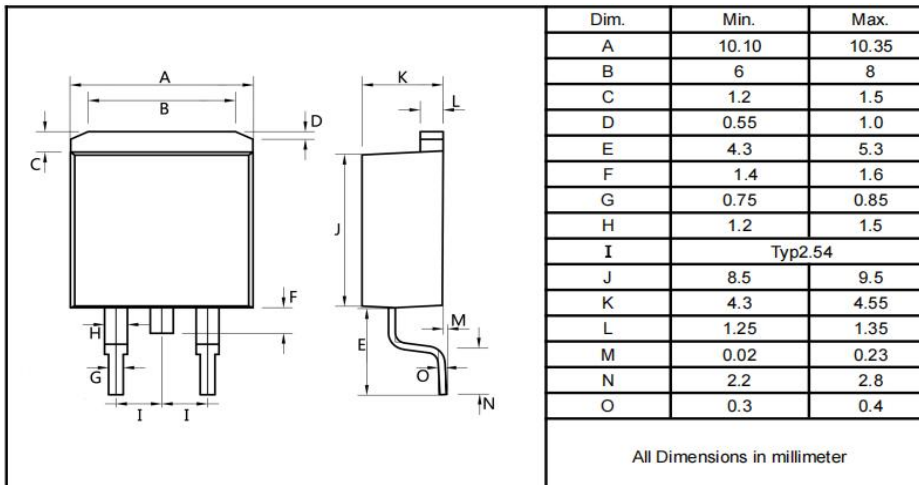 A
B
K
L
D
C
J
F
H
E
M
G
O
N
I I
Dim. Min. Max.
A 10.10 10.35
B 6 8
C 1.2 1.5
D 0.55 1.0
E 4.3 5.3
F 1.4 1.6
G 0.75 0.85
H 1.2 1.5
I Typ2.54
J 8.5 9.5
K 4.3 4.55
L 1.25 1.35
M 0.02 0.23
N 2.2 2.8
O 0.3 0.4
All Dimensions in millimeter